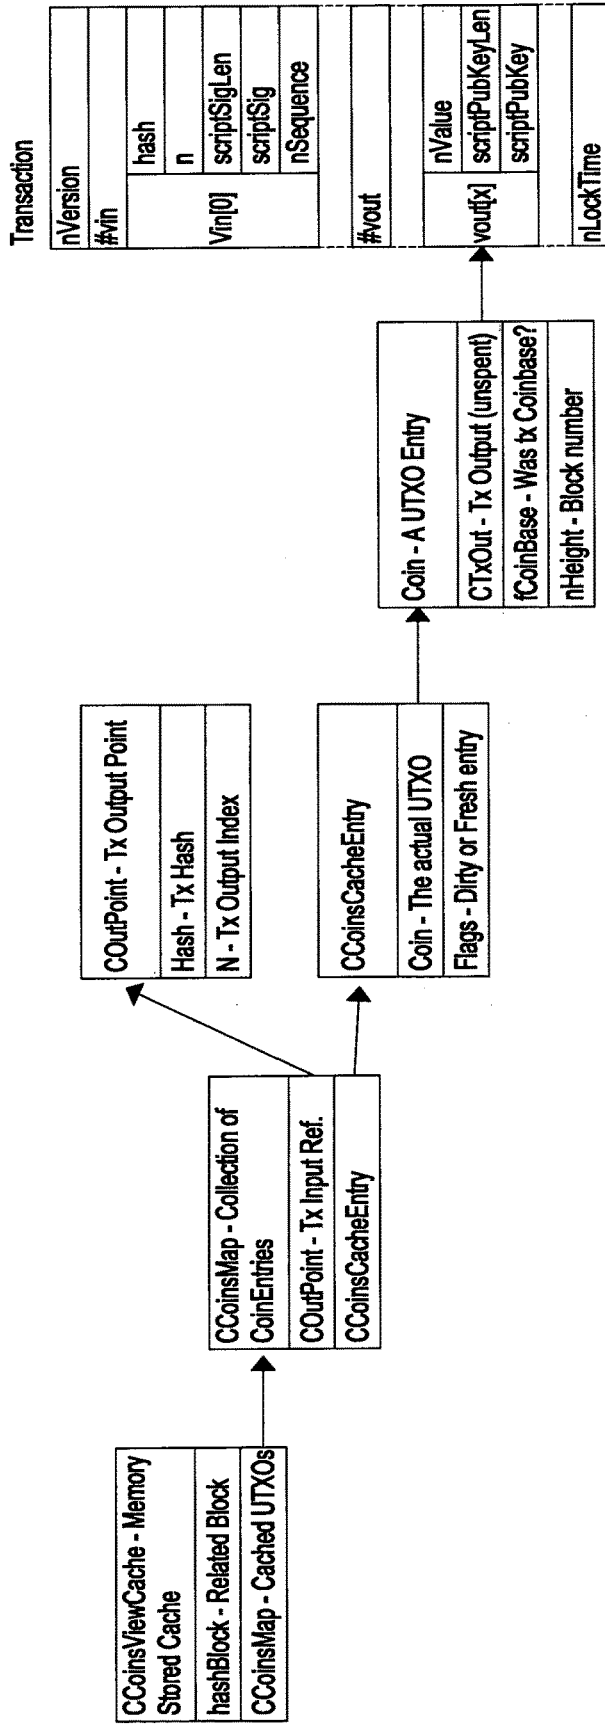 CCoinsViewCache - Memory
Stored Cache
hashBlock - Related Block
CCoinsMap - Cached UTXOs
CCoinsMap - Collection of
CoinEntries
COutPoint - Tx Input Ref.
CCoinsCacheEntry
COutPoint - Tx Output Point
Hash - Tx Hash
N - Tx Output Index
CCoinsCacheEntry
Coin - The actual UTXO
Flags - Dirty or Fresh entry
Coin - A UTXO Entry
CTxOut - Tx Output (unspent)
fCoinBase - Was tx Coinbase?
nHeight - Block number
Transaction
nVersion
#vin
Vin[0]
hash
n
scriptSigLen
scriptSig
nSequence
#vout
vout[x]
nValue
scriptPubKeyLen
scriptPubKey
nLockTime